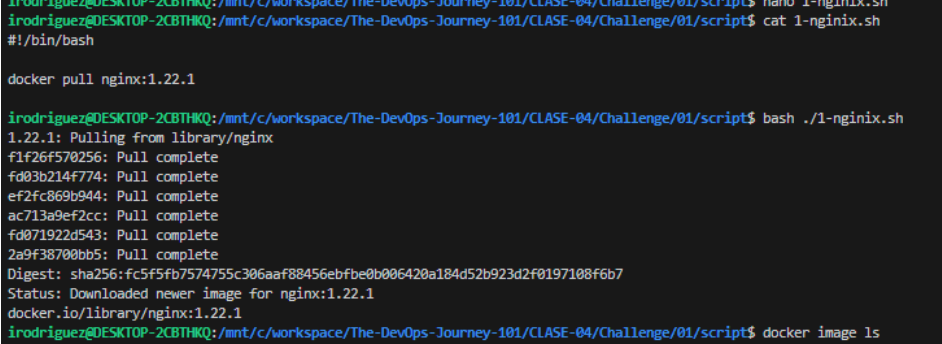 irodriguez@DESKTOP-2CBTHKQ:/mnt/c/workspace/The-DevOps-Journey-101/CLASE-04/Challenge/01/script$ nano 1-nginix.sh
irodriguez@DESKTOP-2CBTHKQ:/mnt/c/workspace/The-DevOps-Journey-101/CLASE-04/Challenge/01/script$ cat 1-nginix.sh
#!/bin/bash
docker pull nginx:1.22.1
irodriguez@DESKTOP-2CBTHKQ:/mnt/c/workspace/The-DevOps-Journey-101/CLASE-04/Challenge/01/script$ bash ./1-nginix.sh
1.22.1: Pulling from library/nginx
f1f26f570256: Pull complete
fd03b214f774: Pull complete
ef2fc869b944: Pull complete
ac713a9ef2cc: Pull complete
fd071922d543: Pull complete
2a9f38700bb5: Pull complete
Digest: sha256:fc5f5fb7574755c306aaf88456ebfbe0b006420a184d52b923d2f0197108f6b7
Status: Downloaded newer image for nginx:1.22.1
docker.io/library/nginx:1.22.1
irodriguez@DESKTOP-2CBTHKQ:/mnt/c/workspace/The-DevOps-Journey-101/CLASE-04/Challenge/01/script$ docker image ls